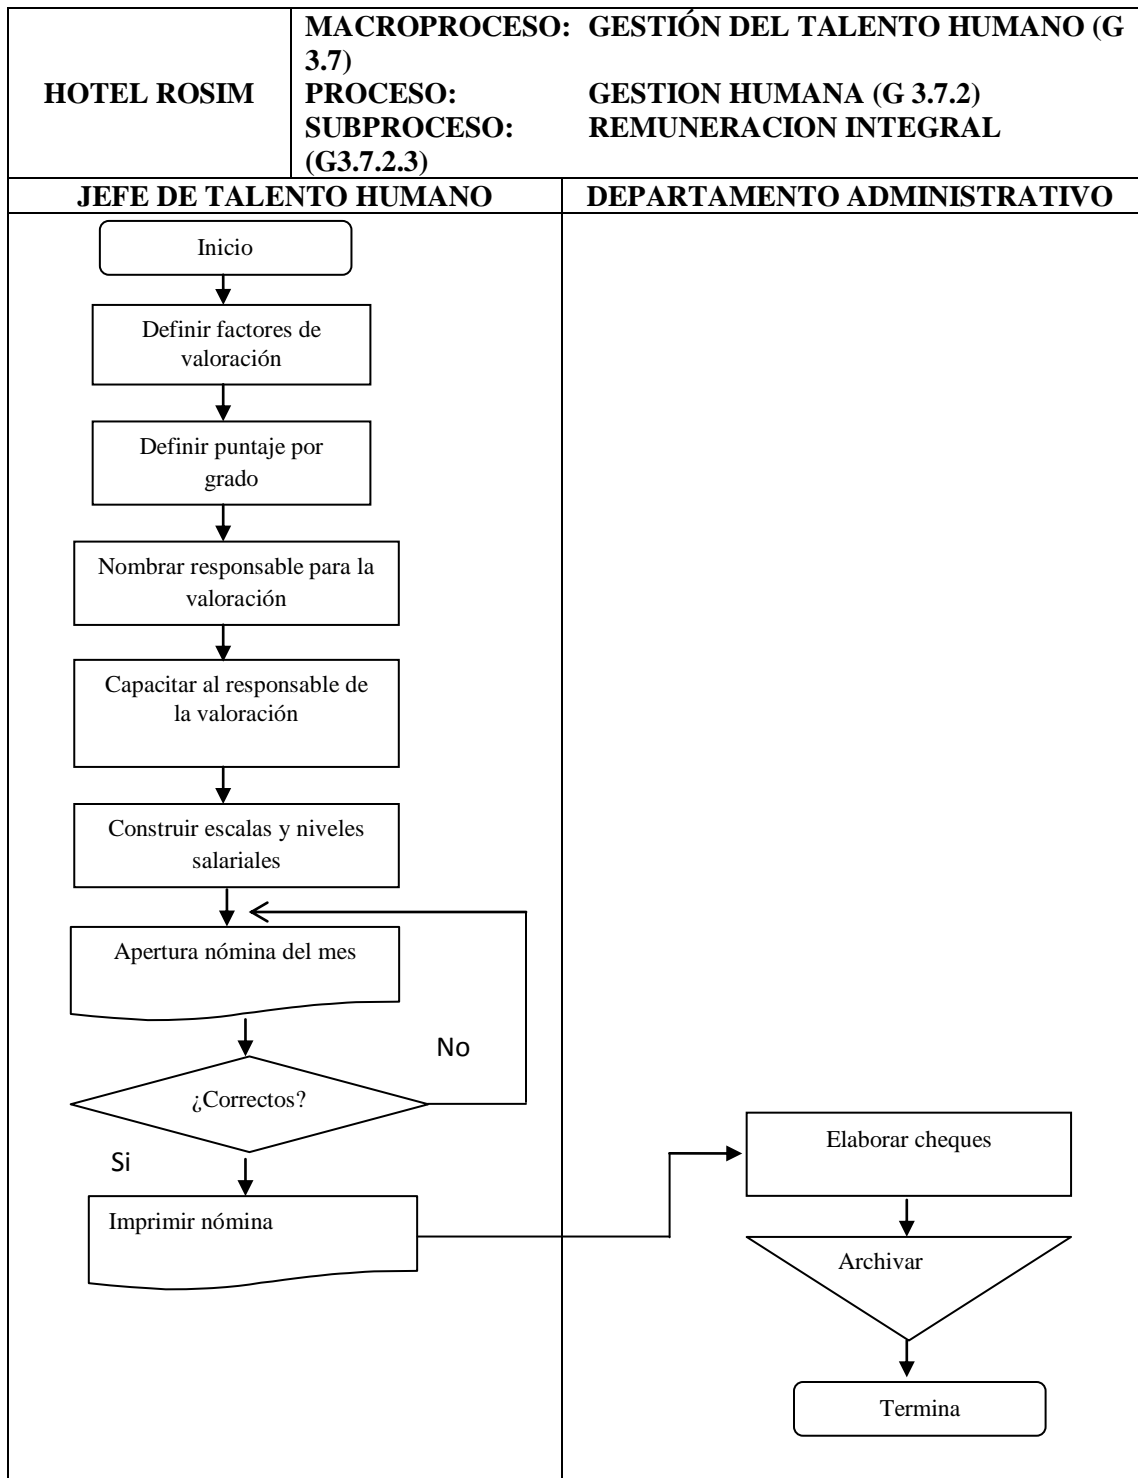 HOTEL ROSIM
MACROPROCESO: GESTIÓN DEL TALENTO HUMANO (G
3.7)
PROCESO: GESTION HUMANA (G 3.7.2)
SUBPROCESO: REMUNERACION INTEGRAL
(G3.7.2.3)
JEFE DE TALENTO HUMANO
DEPARTAMENTO ADMINISTRATIVO
Inicio
Definir factores de
valoración
Definir puntaje por
grado
Nombrar responsable para la
valoración
Capacitar al responsable de
la valoración
Construir escalas y niveles
salariales
Apertura nómina del mes
No
¿Correctos?
Si
Imprimir nómina
Elaborar cheques
Archivar
Termina